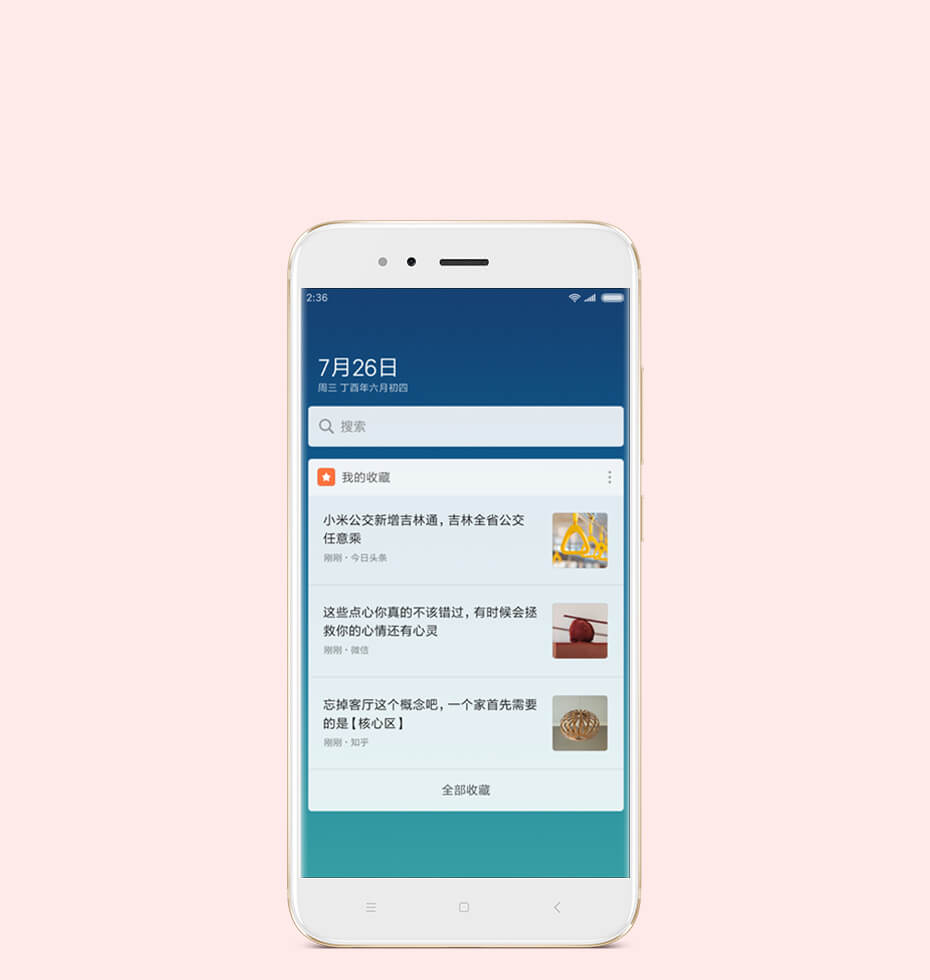 2:36
7月26日
周三 丁酉年六月初四
搜索
我的收藏
小米公交新增吉林通，吉林全省公交
任意乘
刚刚·今日头条
这些点心你真的不该错过，有时候会拯
救你的心情还有心灵
刚刚·微信
忘掉客厅这个概念吧，一个家首先需要
的是【核心区】
刚刚·知乎
全部收藏